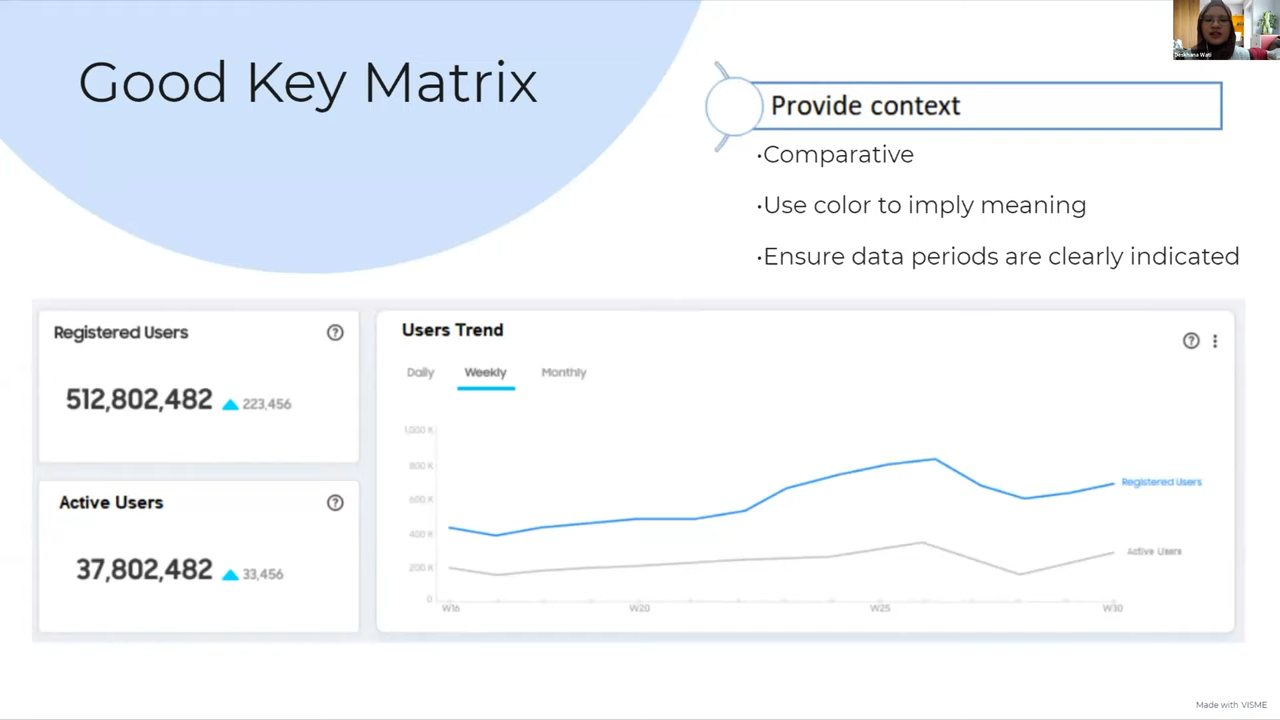 Good Key Matrix
Provide context
•Comparative
•Use color to imply meaning
•Ensure data periods are clearly indicated
Registered Users
512,802,482 223,456
Active Users
37,802,482 33,456
Users Trend
Daily Weekly Monthly
1,000 K
800 K
600 K
400 K
200 K
0
W16 W20 W25 W30
Registered Users
Active Users
Made with VISME